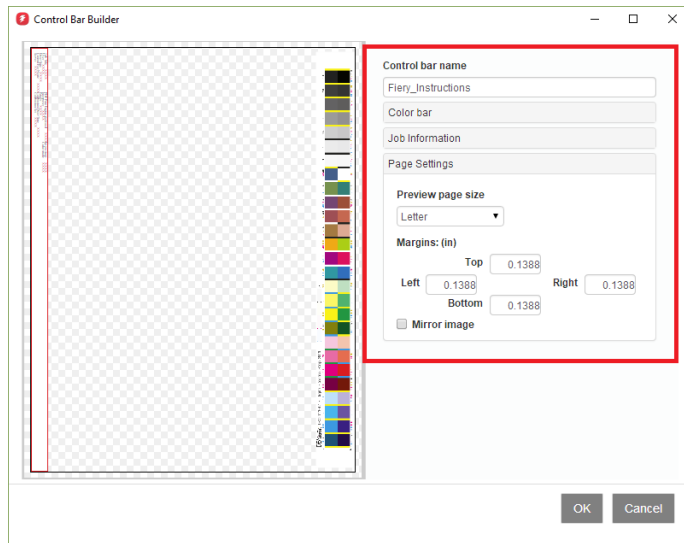 Control Bar Builder
Control bar name
Fiery_Instructions
Color bar
Job Information
Page Settings
Preview page size
Letter
Margins: (in)
Top 0.1388
Left 0.1388 Right 0.1388
Bottom 0.1388
Mirror image
OK Cancel